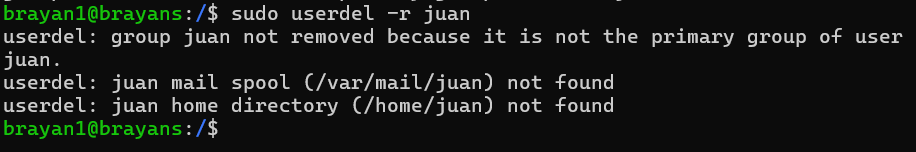 brayan1@brayans:/$ sudo userdel -r juan
userdel: group juan not removed because it is not the primary group of user
juan.
userdel: juan mail spool (/var/mail/juan) not found
userdel: juan home directory (/home/juan) not found
brayan1@brayans:/$